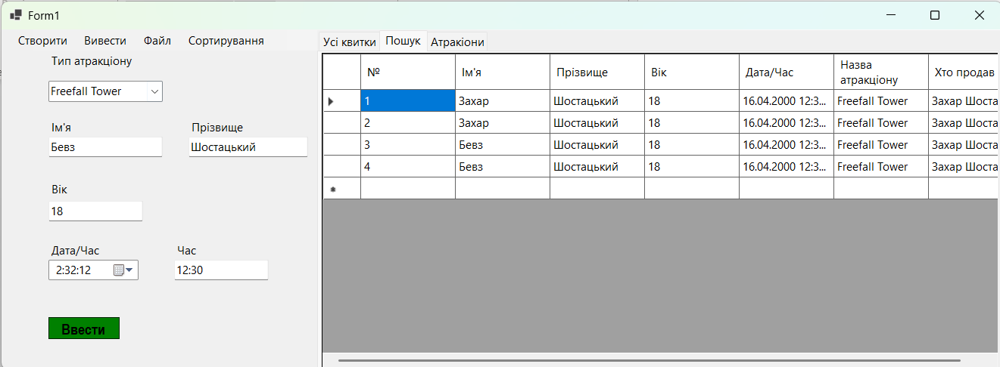 Form1
Створити Вивести Файл Сортирування
Усі квитки Пошук Атракіони
Тип атракціону
Freefall Tower
Ім'я Прізвище
Бевз Шостацький
Вік
18
Дата/Час Час
2:32:12 12:30
Ввести
№ Ім'я Прізвище Вік Дата/Час Назва атракціону Хто продав
1 Захар Шостацький 18 16.04.2000 12:3... Freefall Tower Захар Шоста
2 Захар Шостацький 18 16.04.2000 12:3... Freefall Tower Захар Шоста
3 Бевз Шостацький 18 16.04.2000 12:3... Freefall Tower Захар Шоста
4 Бевз Шостацький 18 16.04.2000 12:3... Freefall Tower Захар Шоста